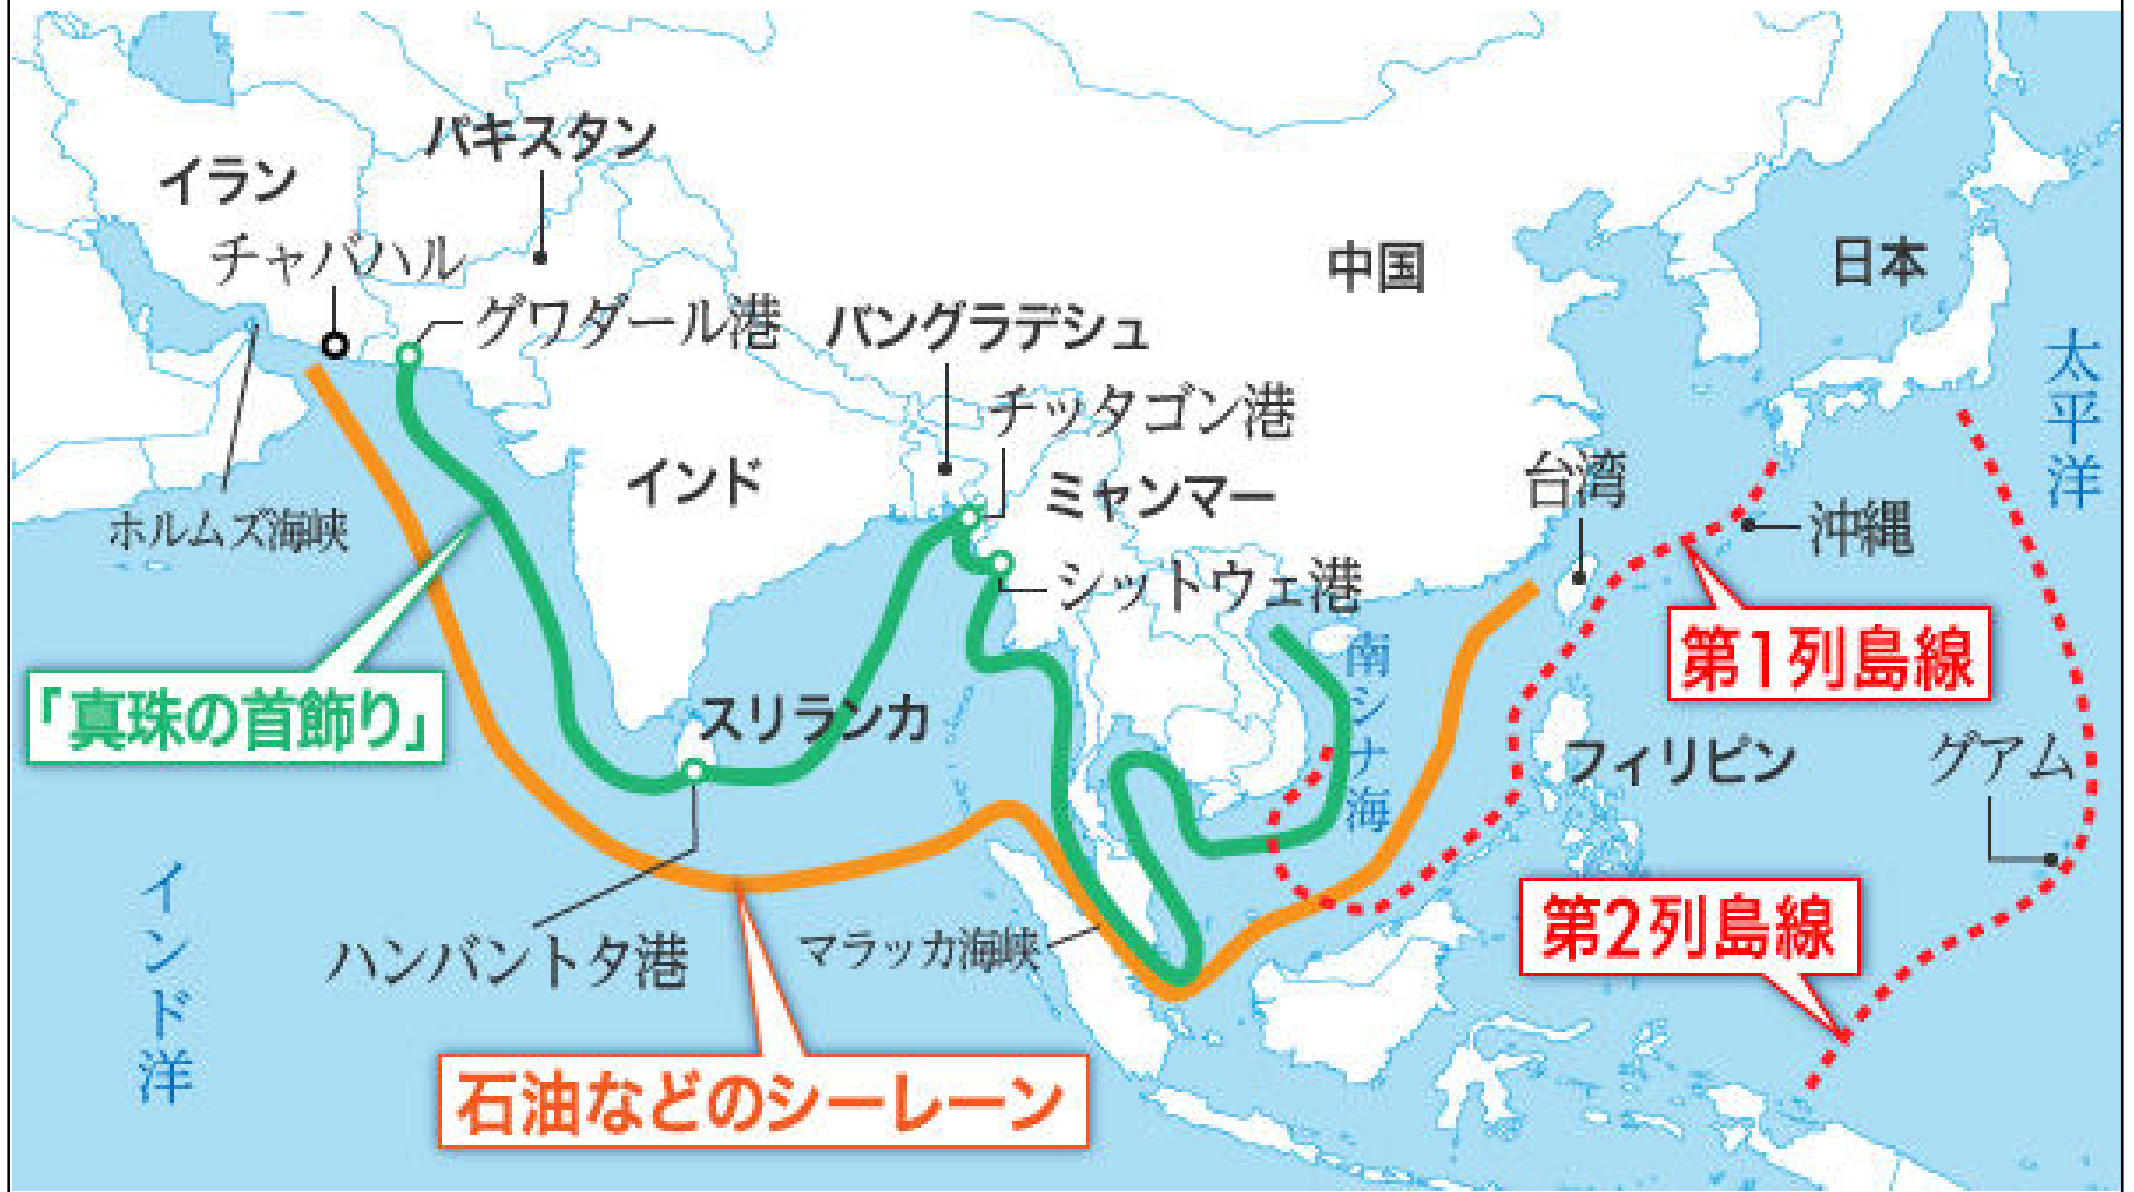 パキスタン
イラン
チャバハル
中国
日本
ゲワダール港
バングラデシュ
太平洋
チッタゴン港
インド
ミャンマー
台湾
ホルムズ海峡
沖縄
シットウェ港
南シナ海
第1列島線
「真珠の首飾り」
スリランカ
フィリピン
グアム
インド洋
ハンバントタ港
マラッカ海峡
第2列島線
石油などのシーレーン